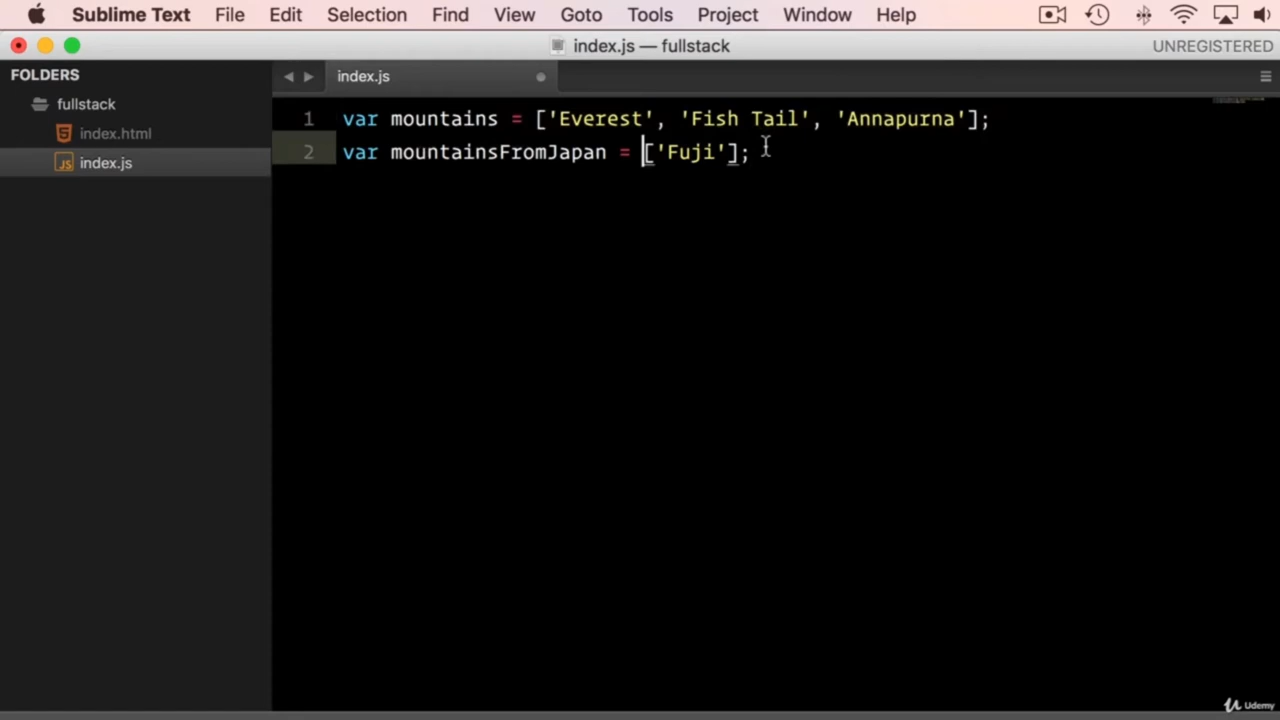 Sublime Text File Edit Selection Find View Goto Tools Project Window Help
index.js — fullstack UNREGISTERED
FOLDERS
fullstack
index.html
index.js
index.js
1 var mountains = ['Everest', 'Fish Tail', 'Annapurna'];
2 var mountainsFromJapan = ['Fuji'];
Udemy